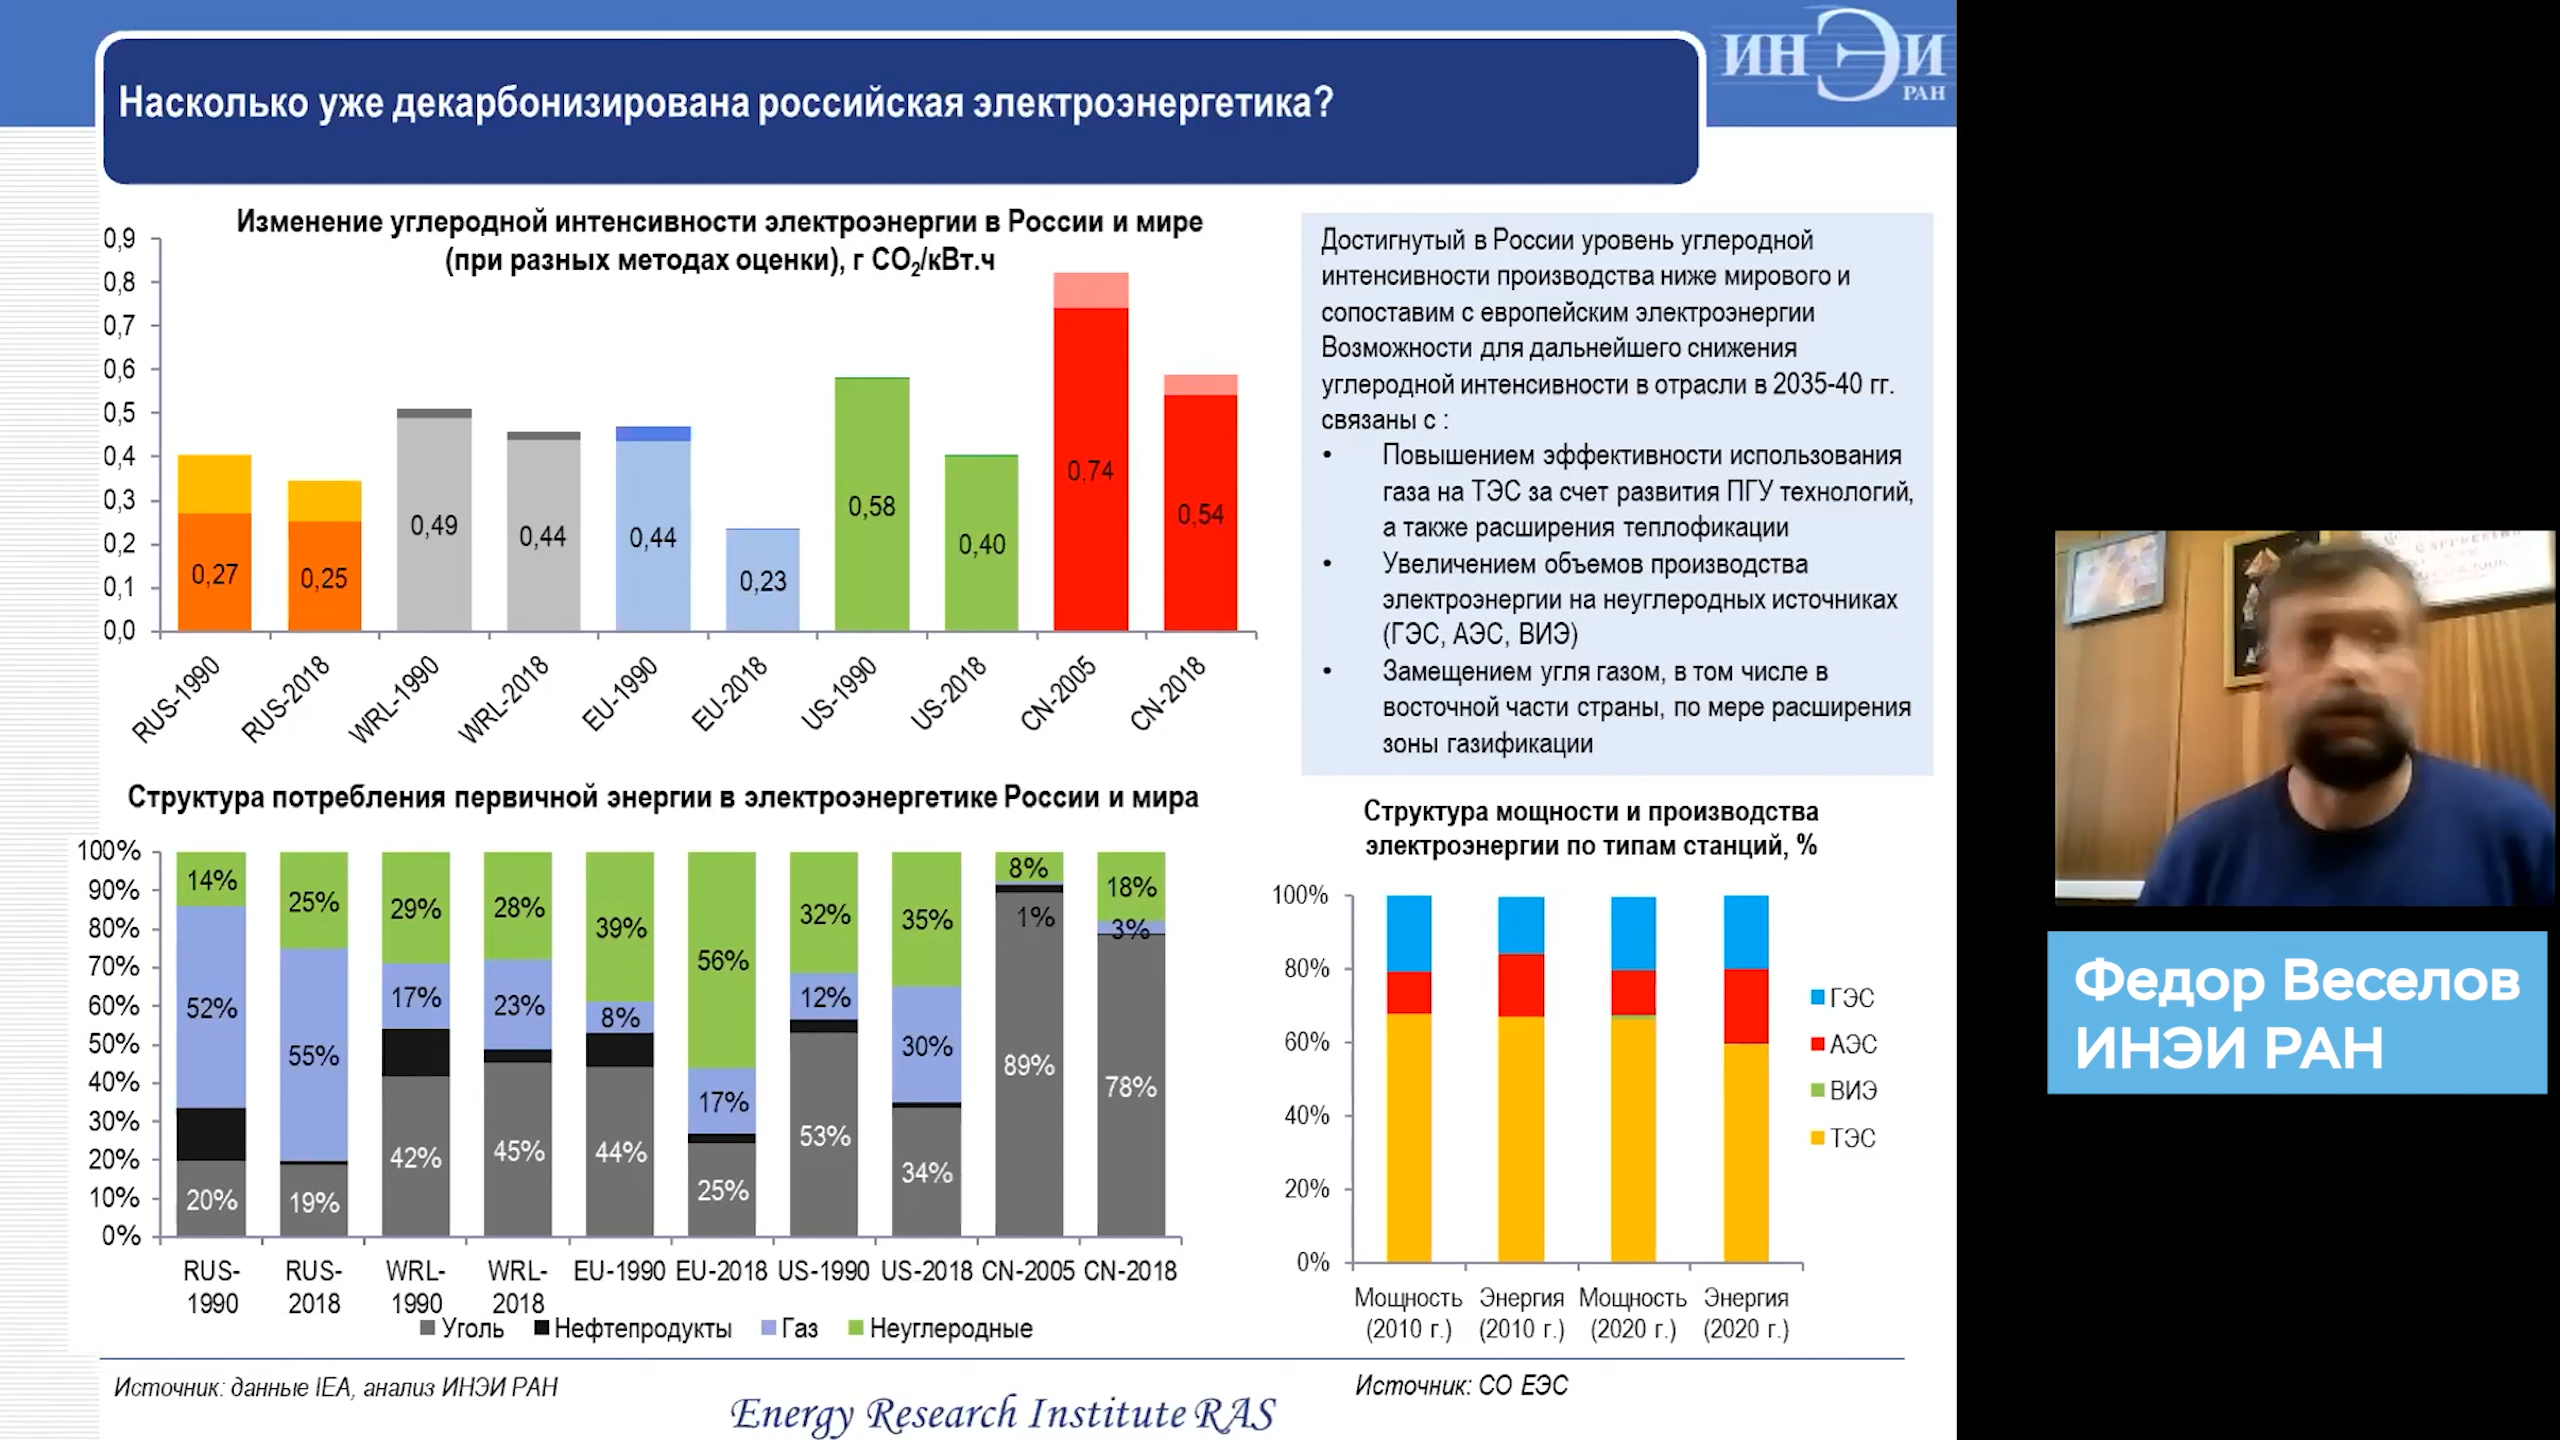 Насколько уже декарбонизирована российская электроэнергетика?
ИНЭИ
РАН
Изменение углеродной интенсивности электроэнергии в России и мире
(при разных методах оценки), г CO2/кВт.ч
0,9
0,8
0,7
0,6
0,5
0,4
0,3
0,2
0,1
0,0
0,27
0,25
0,49
0,44
0,44
0,23
0,58
0,40
0,74
0,54
RUS-1990
RUS-2018
WRL-1990
WRL-2018
EU-1990
EU-2018
US-1990
US-2018
CN-2005
CN-2018
Достигнутый в России уровень углеродной
интенсивности производства ниже мирового и
сопоставим с европейским электроэнергии
Возможности для дальнейшего снижения
углеродной интенсивности в отрасли в 2035-40 гг.
связаны с :
• Повышением эффективности использования
газа на ТЭС за счет развития ПГУ технологий,
а также расширения теплофикации
• Увеличением объемов производства
электроэнергии на неуглеродных источниках
(ГЭС, АЭС, ВИЭ)
• Замещением угля газом, в том числе в
восточной части страны, по мере расширения
зоны газификации
Структура потребления первичной энергии в электроэнергетике России и мира
100%
90%
80%
70%
60%
50%
40%
30%
20%
10%
0%
14%
52%
20%
25%
55%
19%
29%
17%
42%
28%
23%
45%
39%
8%
44%
56%
17%
25%
32%
12%
53%
35%
30%
34%
8%
1%
89%
18%
3%
78%
RUS-
1990
RUS-
2018
WRL-
1990
WRL-
2018
EU-1990
EU-2018
US-1990
US-2018
CN-2005
CN-2018
Уголь
Нефтепродукты
Газ
Неуглеродные
Структура мощности и производства
электроэнергии по типам станций, %
100%
80%
60%
40%
20%
0%
ГЭС
АЭС
ВИЭ
ТЭС
Мощность
(2010 г.)
Энергия
(2010 г.)
Мощность
(2020 г.)
Энергия
(2020 г.)
Источник: данные IEA, анализ ИНЭИ РАН
Источник: СО ЕЭС
Energy Research Institute RAS
Федор Веселов
ИНЭИ РАН